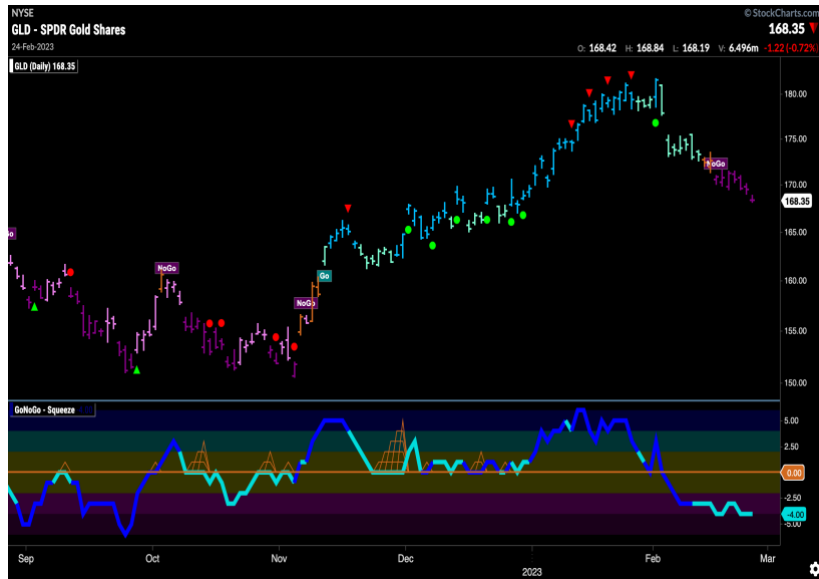 NYSE
© StockCharts.com
GLD - SPDR Gold Shares
168.35
24-Feb-2023
O: 168.42 H: 168.84 L: 168.19 V: 6.496m -1.22 (-0.72%)
GLD (Daily) 168.35
180.00
175.00
NoGo
170.00
168.35
165.00
NoGo
Go
160.00
NoGo
155.00
150.00
GoNoGo - Squeeze
5.00
2.50
0.00
-2.50
-4.00
-5.00
Sep
Oct
Nov
Dec
2023
Feb
Mar